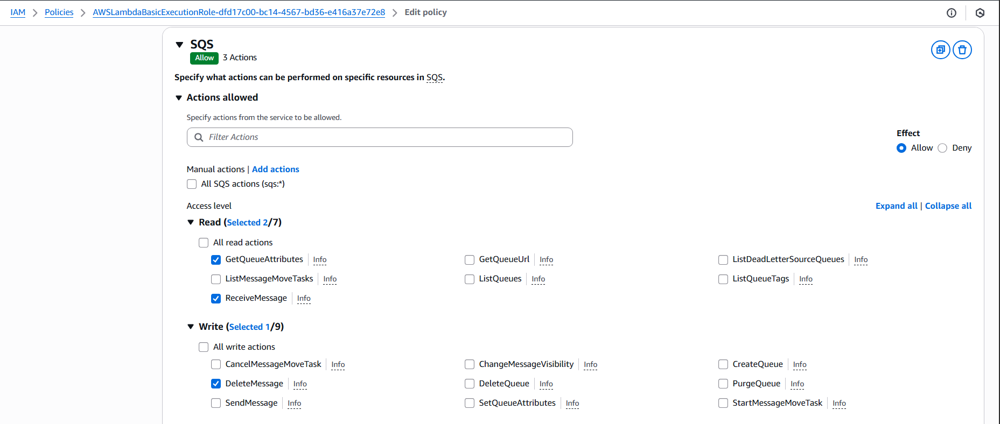 IAM > Policies > AWSLambdaBasicExecutionRole-dfd17c00-bc14-4567-bd36-e416a37e72e8 > Edit policy
SQS
Allow 3 Actions
Specify what actions can be performed on specific resources in SQS.
Actions allowed
Specify actions from the service to be allowed.
Filter Actions
Effect
Allow Deny
Manual actions | Add actions
All SQS actions (sqs:*)
Access level Expand all | Collapse all
Read (Selected 2/7)
All read actions
GetQueueAttributes Info GetQueueUrl Info ListDeadLetterSourceQueues Info
ListMessageMoveTasks Info ListQueues Info ListQueueTags Info
ReceiveMessage Info
Write (Selected 1/9)
All write actions
CancelMessageMoveTask Info ChangeMessageVisibility Info CreateQueue Info
DeleteMessage Info DeleteQueue Info PurgeQueue Info
SendMessage Info SetQueueAttributes Info StartMessageMoveTask Info